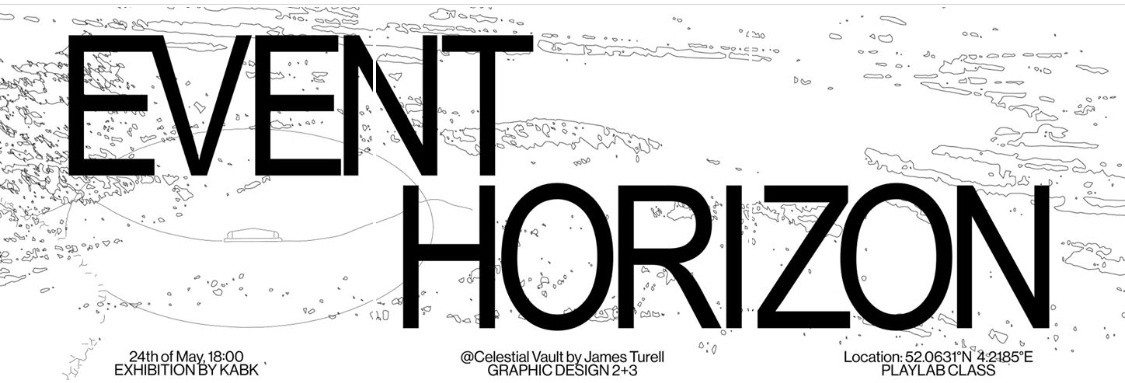 EVENT
HORIZON
24th of May, 18:00
EXHIBITION BY KABK
@Celestial Vault by James Turell
GRAPHIC DESIGN 2+3
Location: 52.0631°N 4:2185°E
PLAYLAB CLASS